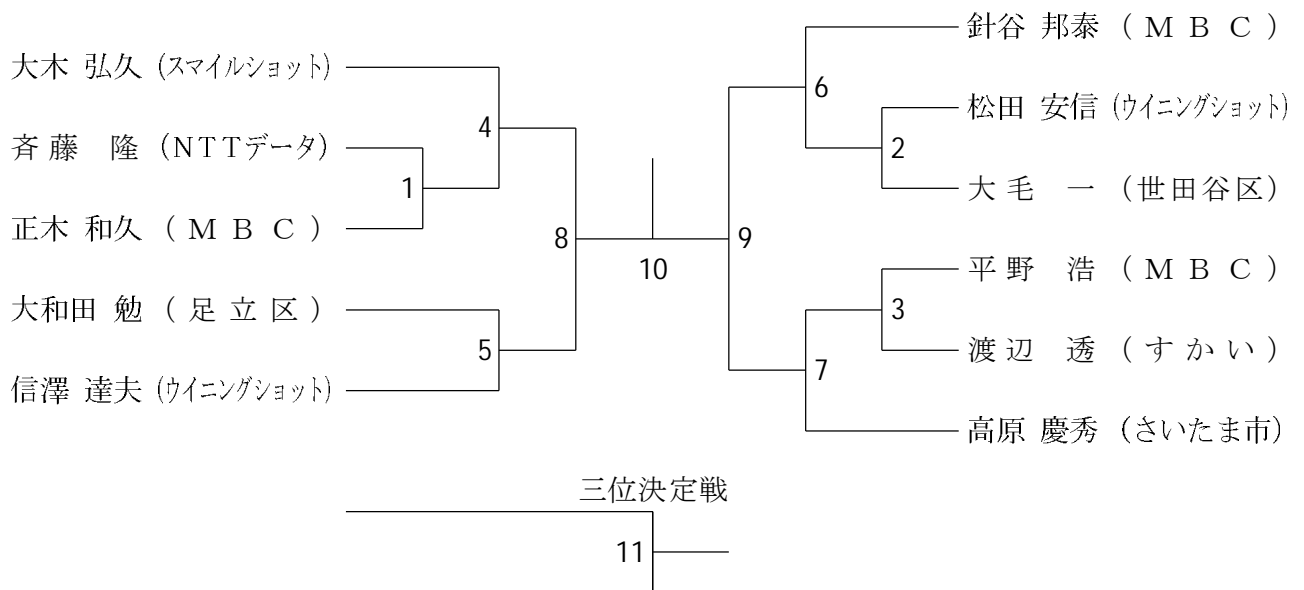 大木 弘久 (スマイルショット)
斉 藤　隆 （NTTデータ）
正木 和久 （ M B C ）
大和田 勉 （ 足 立 区 ）
信澤 達夫 (ウイニングショット)
4
1
8
5
10
針谷 邦泰 （ M B C ）
松田 安信 (ウイニングショット)
大 毛　一 （世田谷区）
平 野　浩 （ M B C ）
渡 辺　透 （ す か い ）
高原 慶秀 （さいたま市）
6
2
9
3
7
三位決定戦
11